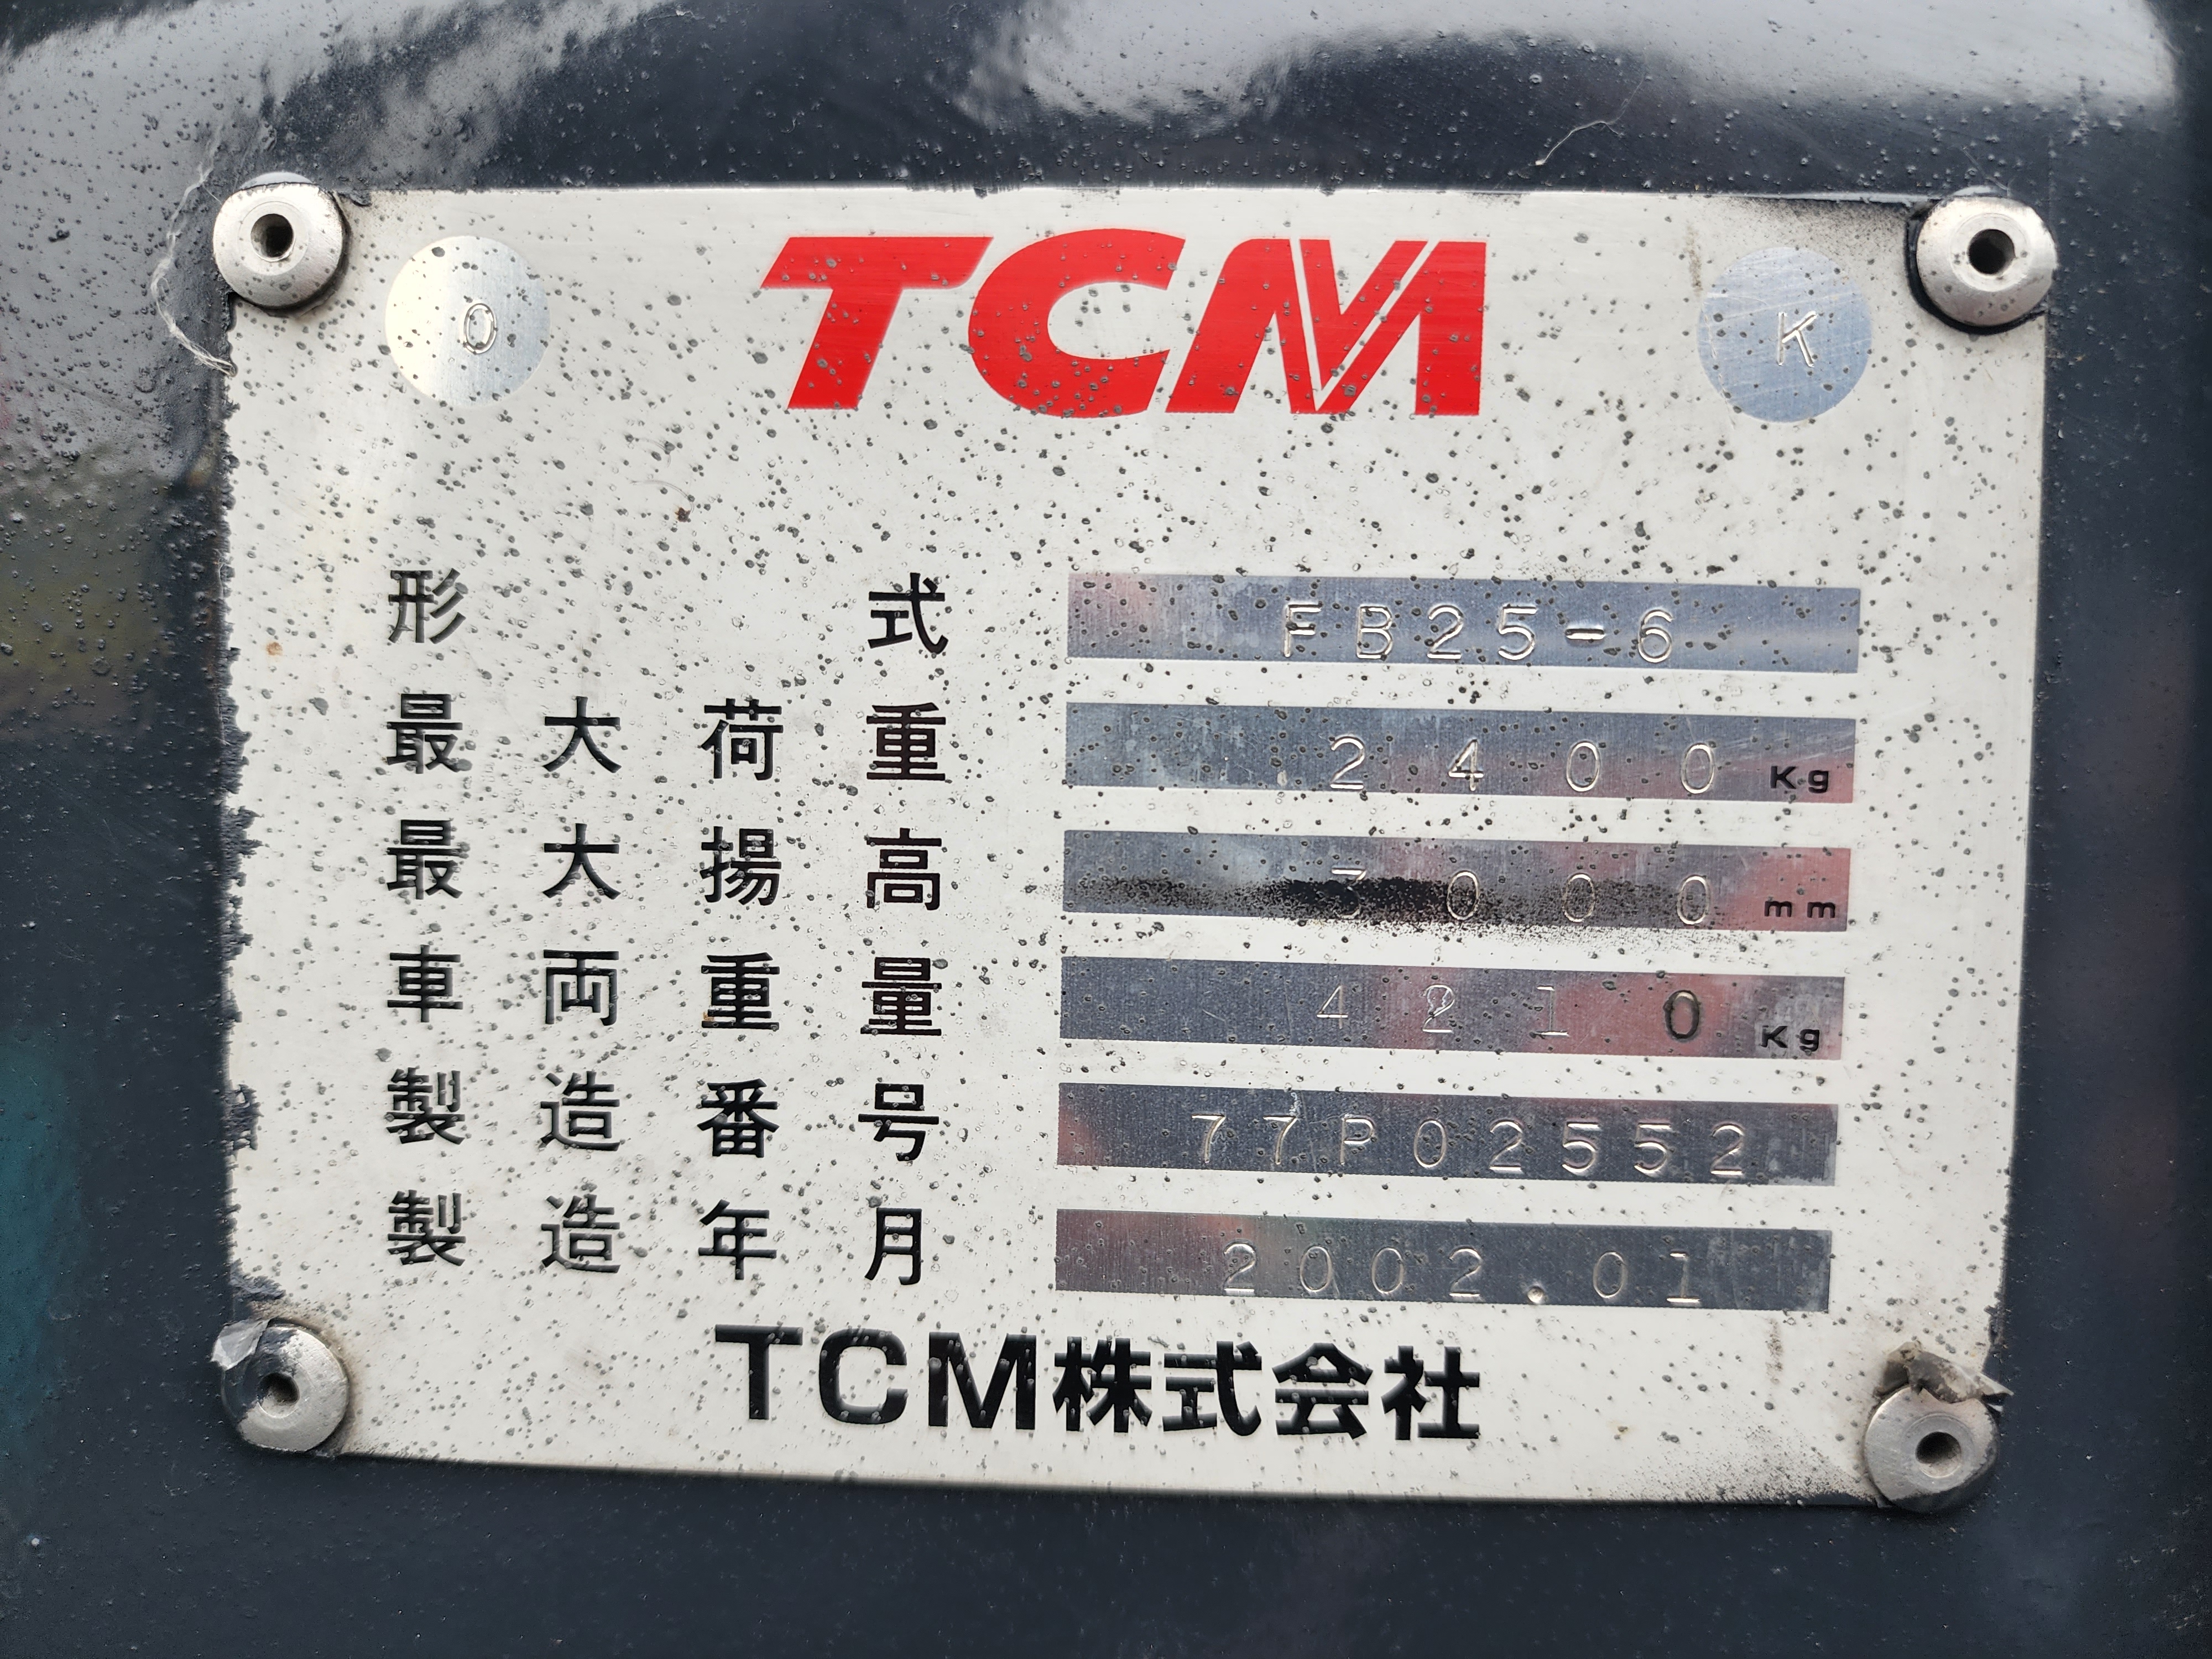 0 TCM K
形式 FB25-6
最大荷重 2400 Kg
最大揚高 3000 mm
車両重量 4210 Kg
製造番号 77P02552
製造年月 2002.01
TCM株式会社